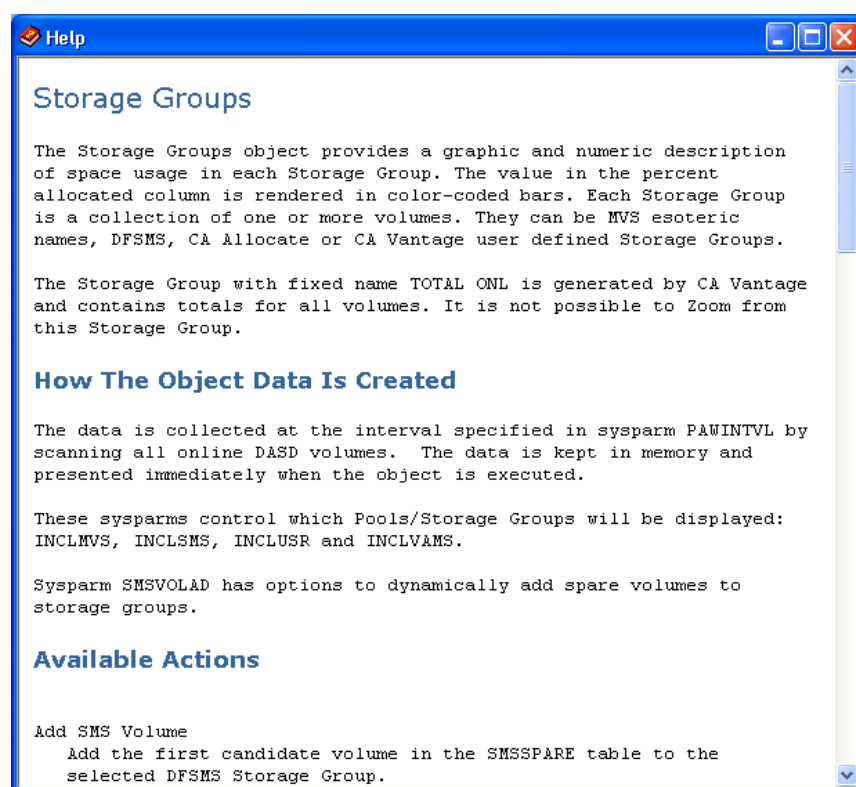 Help
Storage Groups
The Storage Groups object provides a graphic and numeric description
of space usage in each Storage Group. The value in the percent
allocated column is rendered in color-coded bars. Each Storage Group
is a collection of one or more volumes. They can be MVS esoteric
names, DFSMS, CA Allocate or CA Vantage user defined Storage Groups.
The Storage Group with fixed name TOTAL ONL is generated by CA Vantage
and contains totals for all volumes. It is not possible to Zoom from
this Storage Group.
How The Object Data Is Created
The data is collected at the interval specified in sysparm PAWINTVL by
scanning all online DASD volumes.  The data is kept in memory and
presented immediately when the object is executed.
These sysparms control which Pools/Storage Groups will be displayed:
INCLMVS, INCLSMS, INCLUSR and INCLVAMS.
Sysparm SMSVOLAD has options to dynamically add spare volumes to
storage groups.
Available Actions
Add SMS Volume
Add the first candidate volume in the SMSSPARE table to the
selected DFSMS Storage Group.